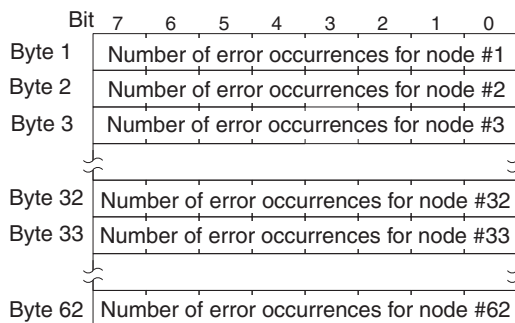 Bit 7 6 5 4 3 2 1 0
Byte 1 Number of error occurrences for node #1
Byte 2 Number of error occurrences for node #2
Byte 3 Number of error occurrences for node #3
Byte 32 Number of error occurrences for node #32
Byte 33 Number of error occurrences for node #33
Byte 62 Number of error occurrences for node #62